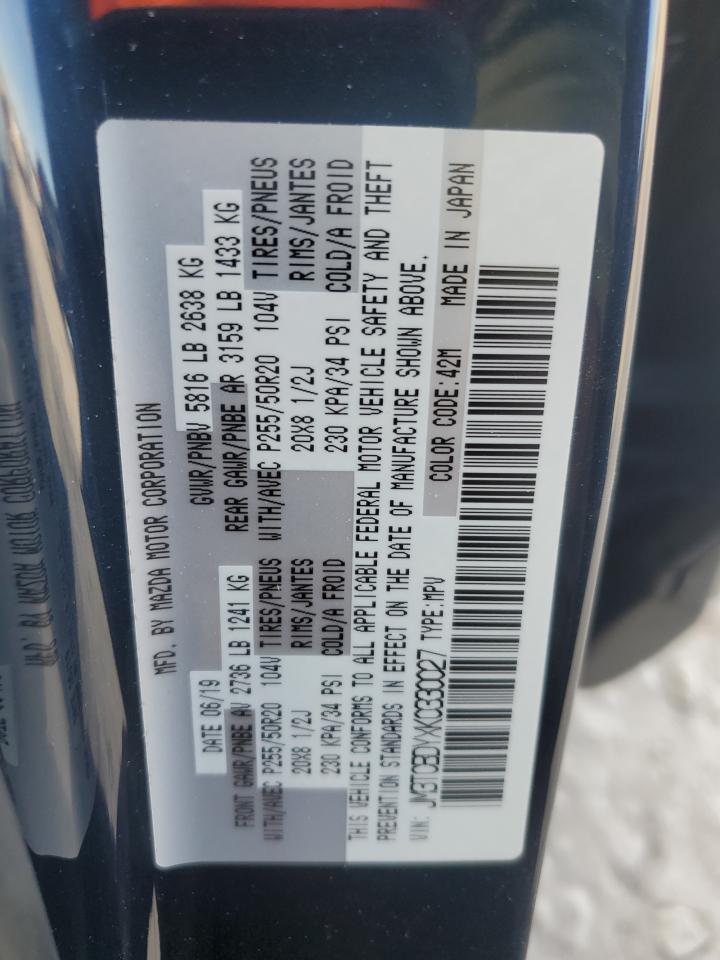 MFD. BY MAZDA MOTOR CORPORATION
DATE 06/19 GVWR/PNBV 5816 LB 2638 KG
FRONT GAWR/PNBE AV 2736 LB 1241 KG REAR GAWR/PNBE AR 3159 LB 1433 KG
WITH/AVEC P255/50R20 104V TIRES/PNEUS WITH/AVEC P255/50R20 104V TIRES/PNEUS
20X8 1/2J RIMS/JANTES 20X8 1/2J RIMS/JANTES
230 KPA/34 PSI COLD/A FROID 230 KPA/34 PSI COLD/A FROID
THIS VEHICLE CONFORMS TO ALL APPLICABLE FEDERAL MOTOR VEHICLE SAFETY AND THEFT
PREVENTION STANDARDS IN EFFECT ON THE DATE OF MANUFACTURE SHOWN ABOVE.
VIN: JM3TCBDYXK0330027 TYPE:MPV COLOR CODE:42M MADE IN JAPAN